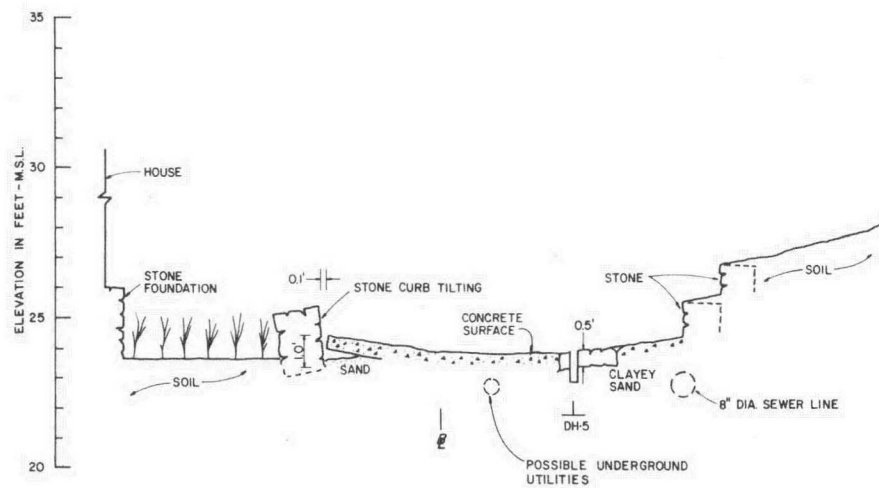 35
30
25
20
ELEVATION IN FEET - M.S.L.
HOUSE
STONE
FOUNDATION
0.1'
STONE CURB TILTING
1.0'
SOIL
SAND
CONCRETE
SURFACE
0.5'
STONE
SOIL
CLAYEY
SAND
8" DIA. SEWER LINE
DH-5
POSSIBLE UNDERGROUND
UTILITIES